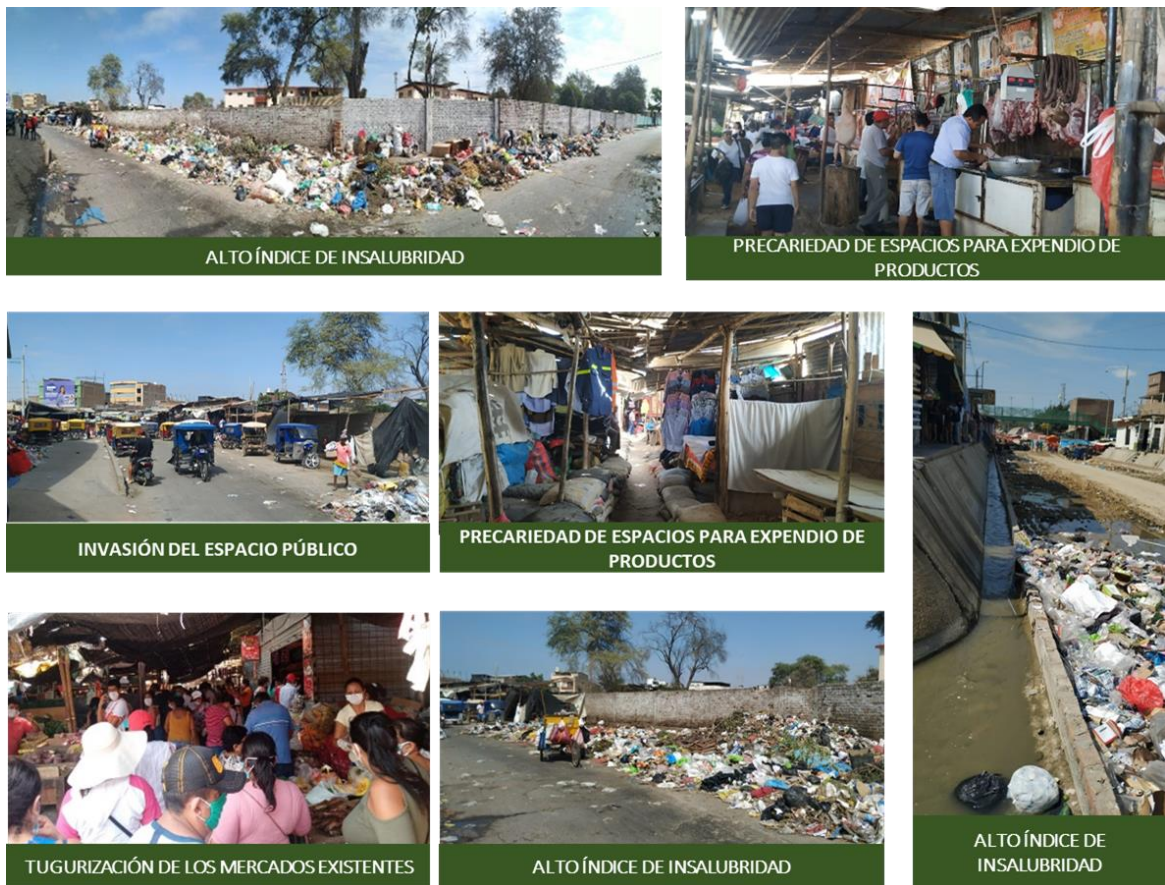 ALTO ÍNDICE DE INSALUBRIDAD
PRECARIEDAD DE ESPACIOS PARA EXPENDIO DE
PRODUCTOS
INVASIÓN DEL ESPACIO PÚBLICO
PRECARIEDAD DE ESPACIOS PARA EXPENDIO DE
PRODUCTOS
ALTO ÍNDICE DE
INSALUBRIDAD
TUGURIZACIÓN DE LOS MERCADOS EXISTENTES
ALTO ÍNDICE DE INSALUBRIDAD